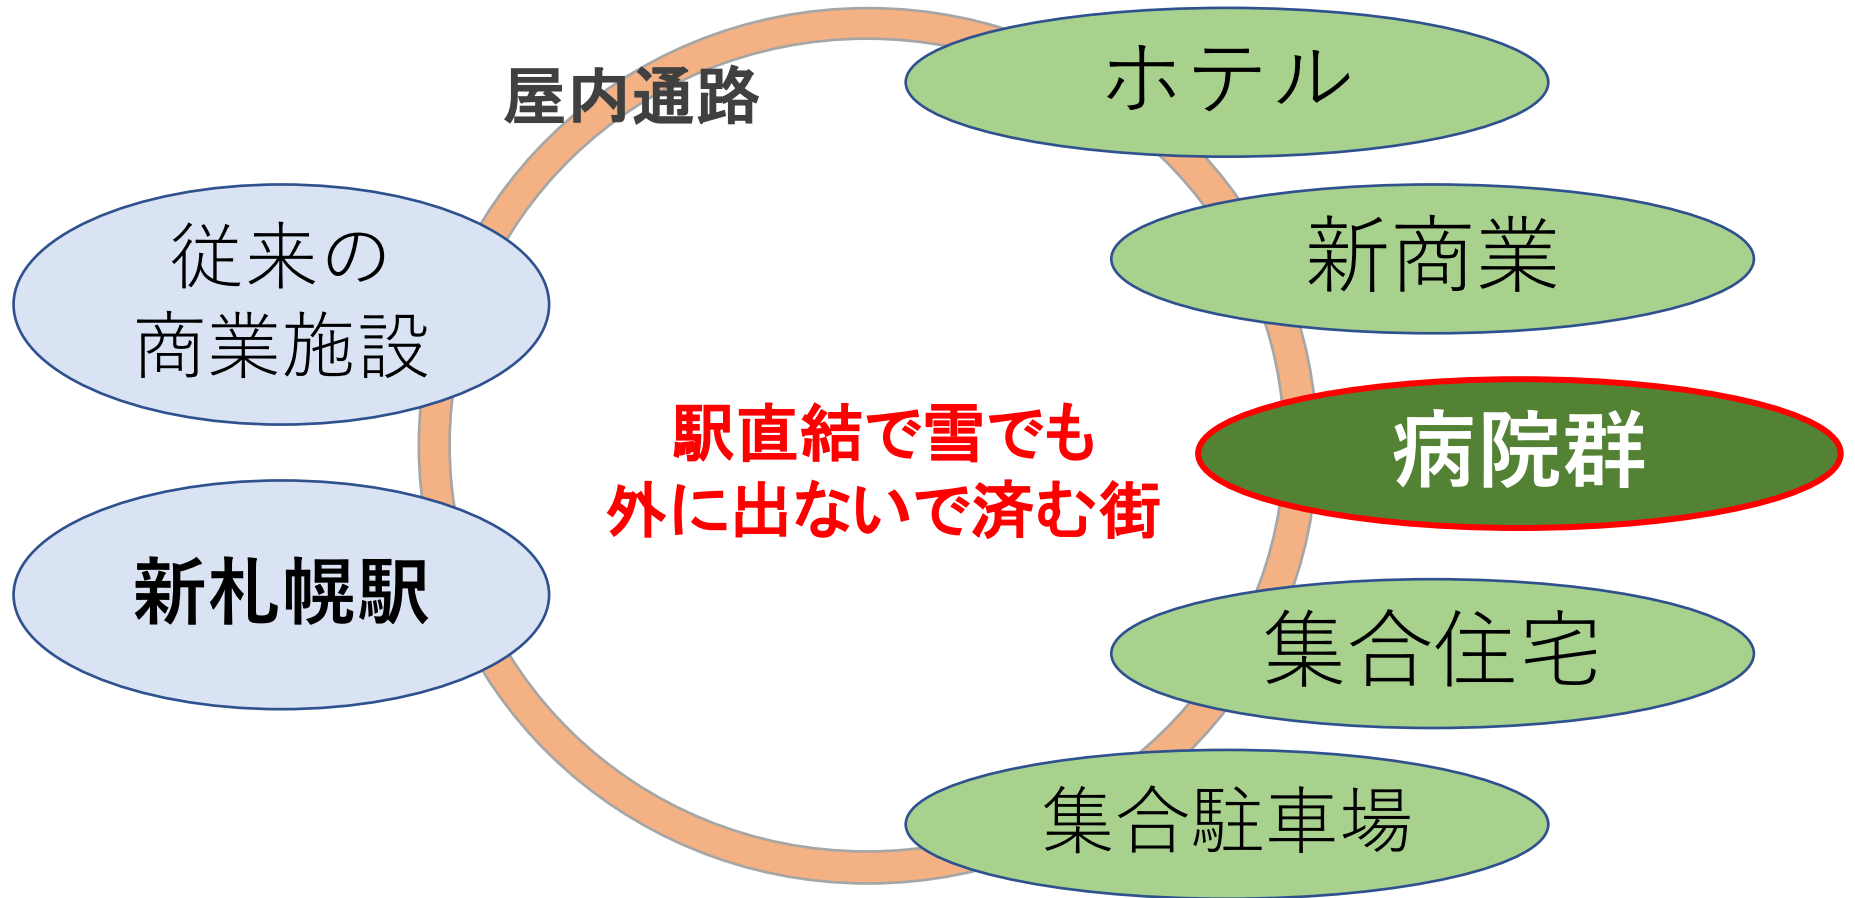 屋内通路
ホテル
従来の
商業施設
新商業
駅直結で雪でも
外に出ないで済む街
病院群
新札幌駅
集合住宅
集合駐車場